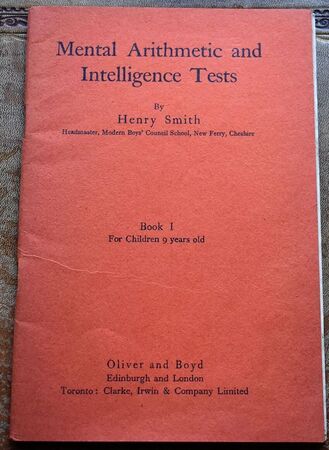 Mental Arithmetic and
Intelligence Tests
By
Henry Smith
Headmaster, Modern Boys' Council School, New Ferry, Cheshire
Book I
For Children 9 years old
Oliver and Boyd
Edinburgh and London
Toronto: Clarke, Irwin & Company Limited